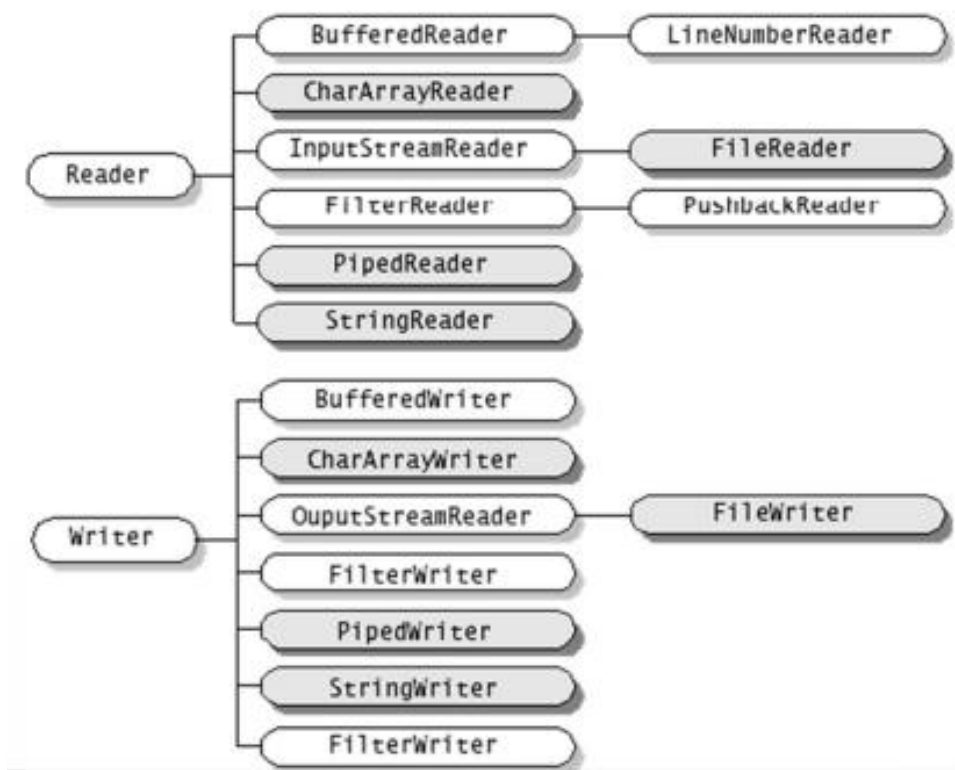 BufferedReader
LineNumberReader
CharArrayReader
InputStreamReader
FileReader
Reader
FilterReader
PushbackReader
PipedReader
StringReader
BufferedWriter
CharArrayWriter
OuputStreamReader
FileWriter
Writer
FilterWriter
PipedWriter
StringWriter
FilterWriter